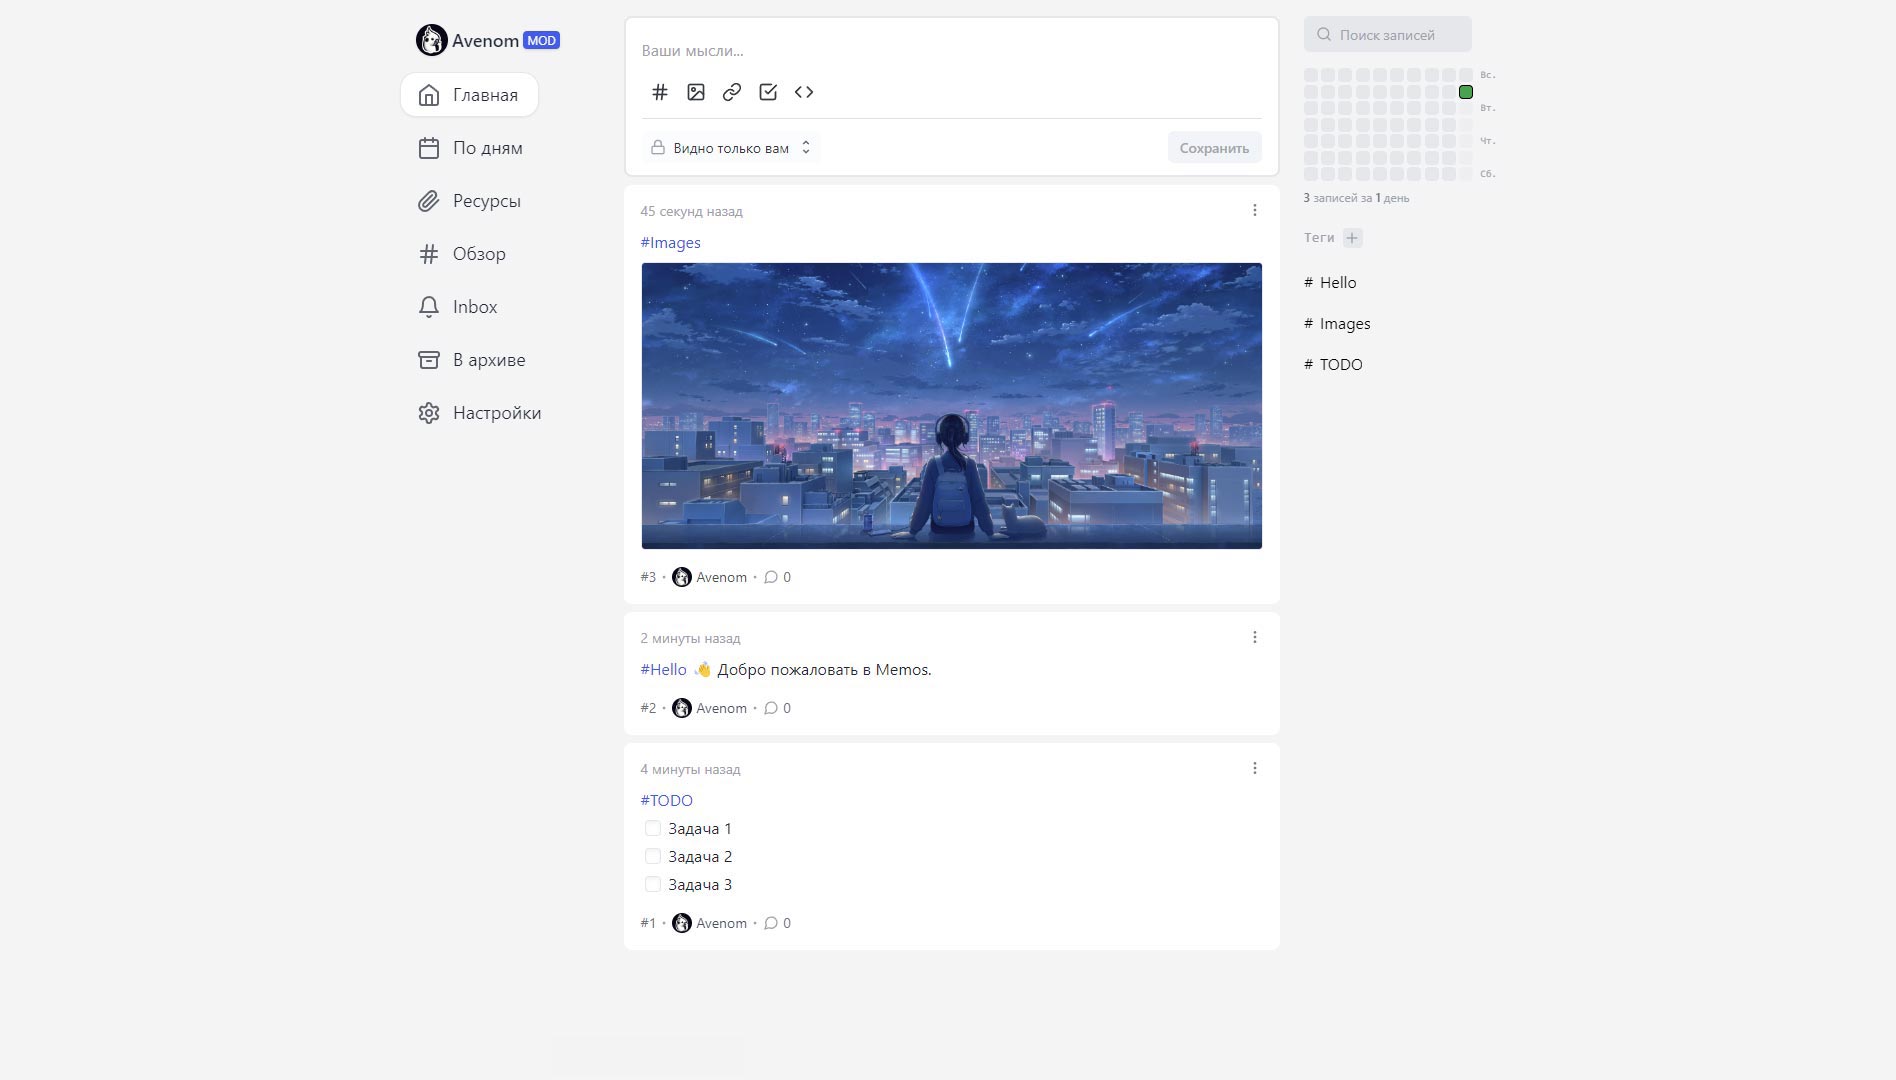 Avenom MOD
Главная
По дням
Ресурсы
Обзор
Inbox
В архиве
Настройки
Ваши мысли...
Видно только вам
Сохранить
45 секунд назад
#Images
#3 • Avenom • 0
2 минуты назад
#Hello 👋 Добро пожаловать в Memos.
#2 • Avenom • 0
4 минуты назад
#TODO
Задача 1
Задача 2
Задача 3
#1 • Avenom • 0
Поиск записей
Вс.
Вт.
Чт.
Сб.
3 записей за 1 день
Теги
# Hello
# Images
# TODO